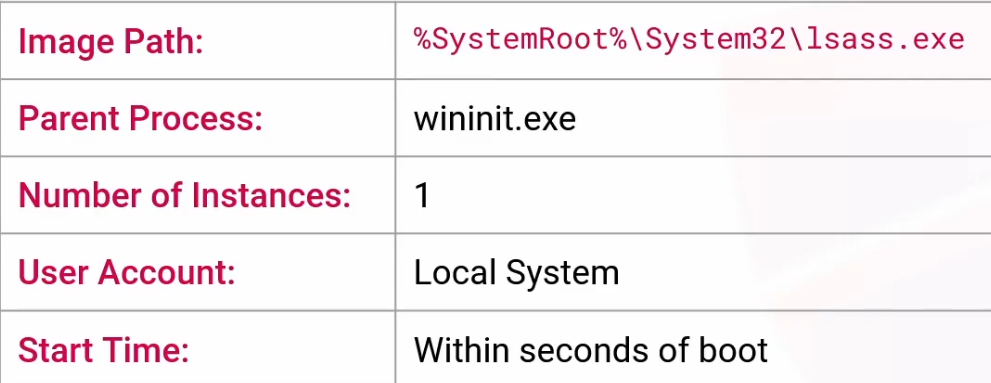 Image Path: %SystemRoot%\System32\lsass.exe
Parent Process: wininit.exe
Number of Instances: 1
User Account: Local System
Start Time: Within seconds of boot